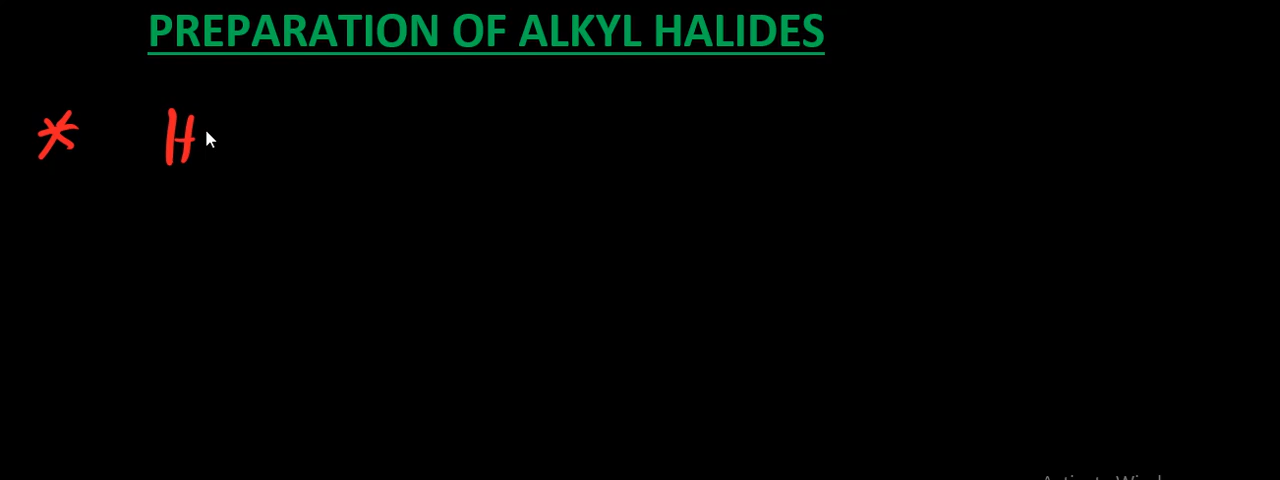 PREPARATION OF ALKYL HALIDES
* H